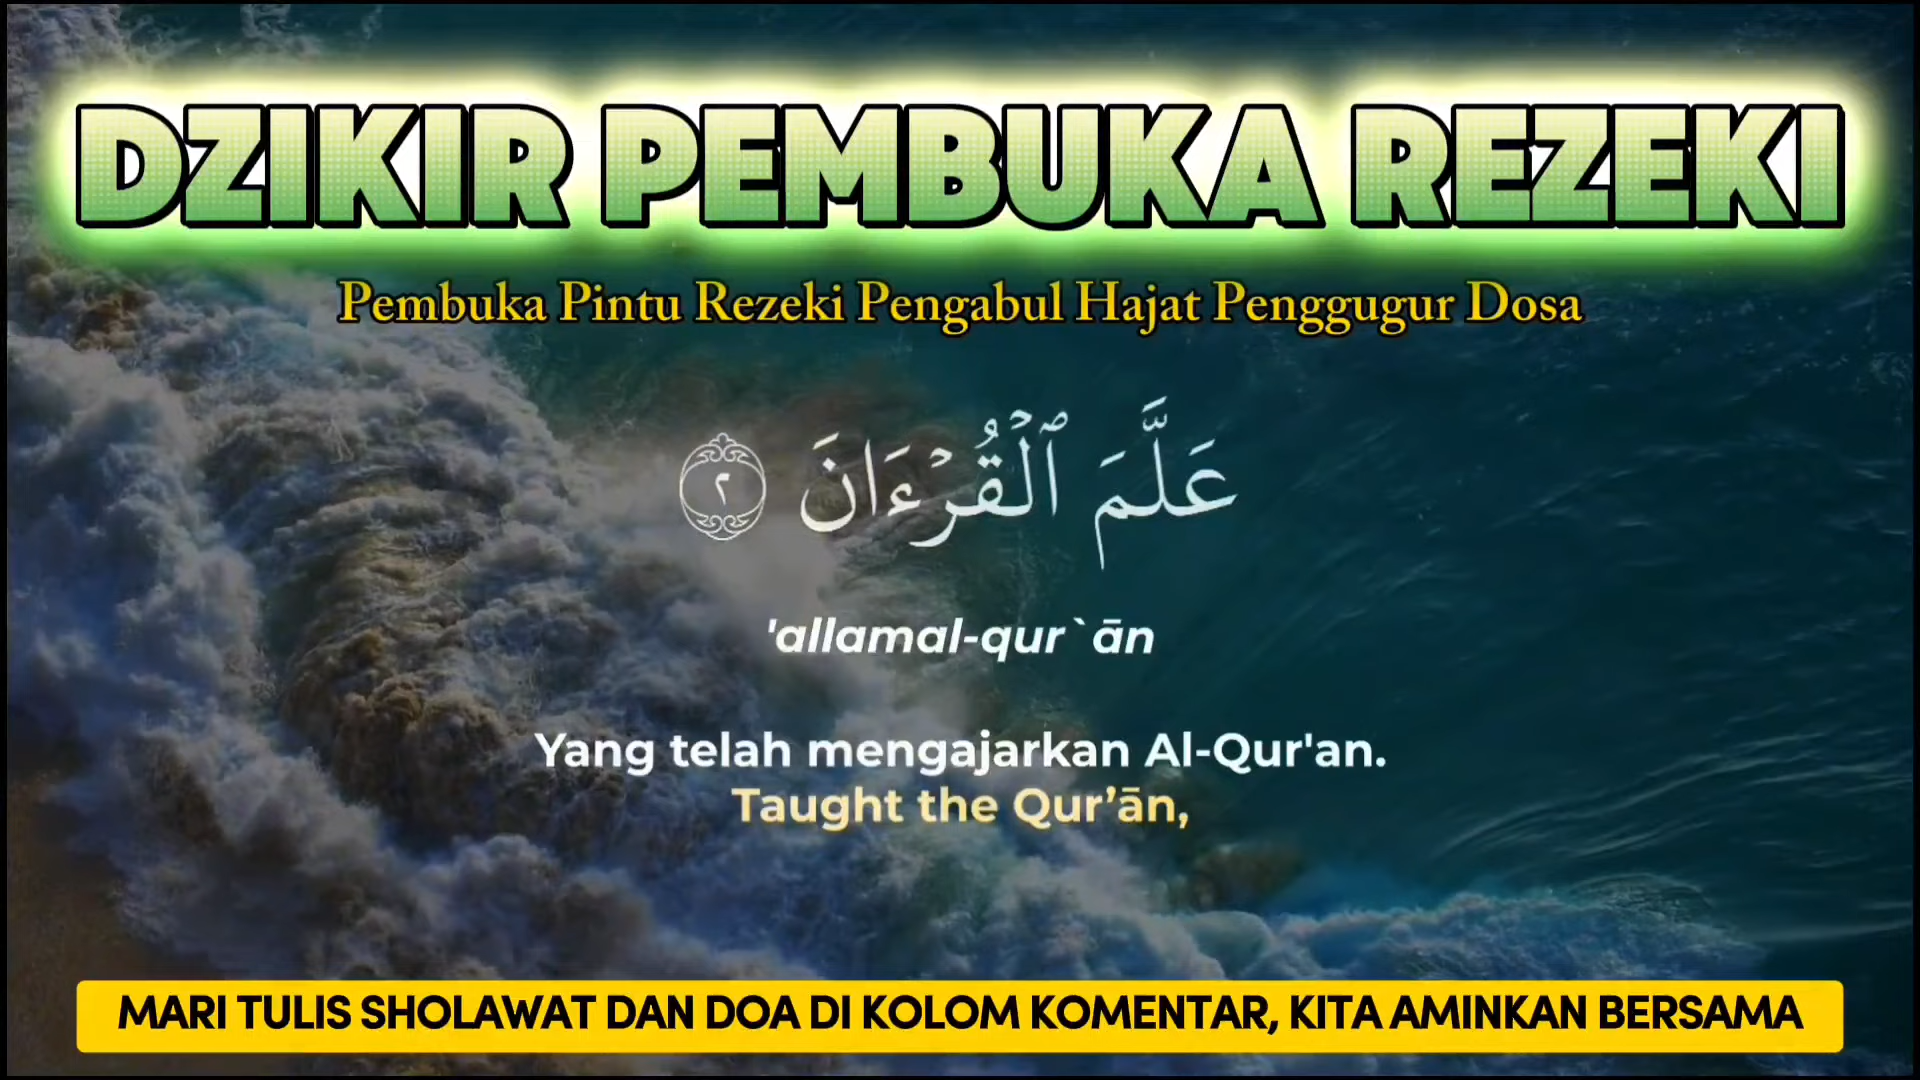 DZIKIR PEMBUKA REZEKI
Pembuka Pintu Rezeki Pengabul Hajat Penggugur Dosa
عَلَّمَ ٱلْقُرْءَانَ ٢
'allamal-qur`ān
Yang telah mengajarkan Al-Qur'an.
Taught the Qur’ān,
MARI TULIS SHOLAWAT DAN DOA DI KOLOM KOMENTAR, KITA AMINKAN BERSAMA